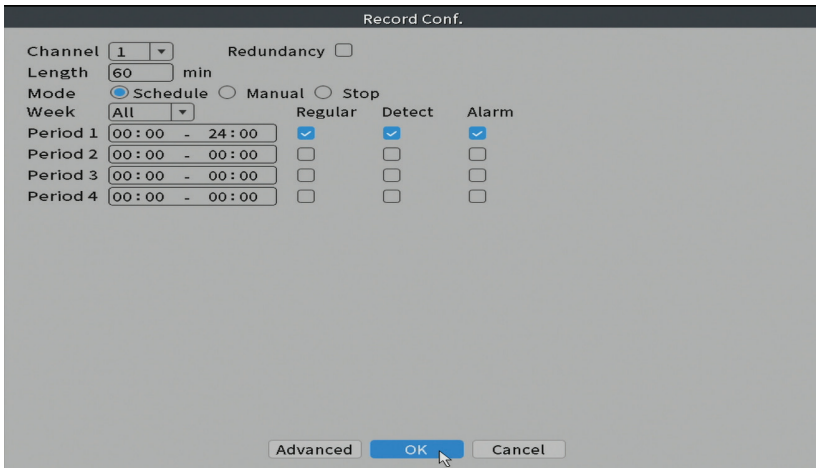 Record Conf.
Channel 1 Redundancy
Length 60 min
Mode Schedule Manual Stop
Week All Regular Detect Alarm
Period 1 00:00 - 24:00
Period 2 00:00 - 00:00
Period 3 00:00 - 00:00
Period 4 00:00 - 00:00
Advanced OK Cancel